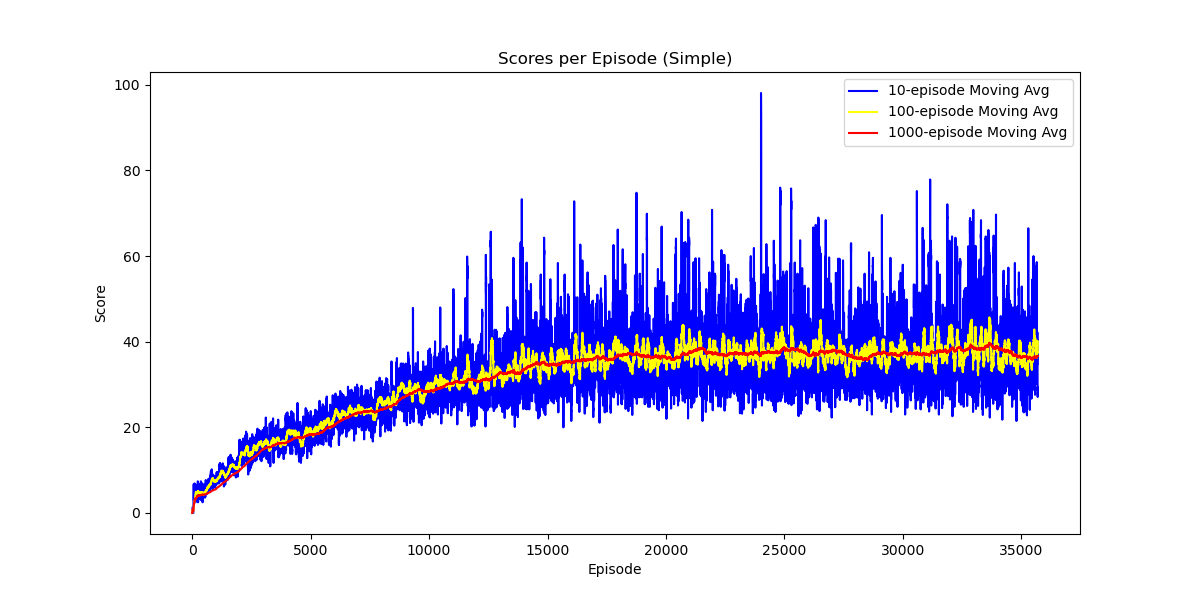 Scores per Episode (Simple)
10-episode Moving Avg
100-episode Moving Avg
1000-episode Moving Avg
100
80
60
40
20
0
Score
0 5000 10000 15000 20000 25000 30000 35000
Episode